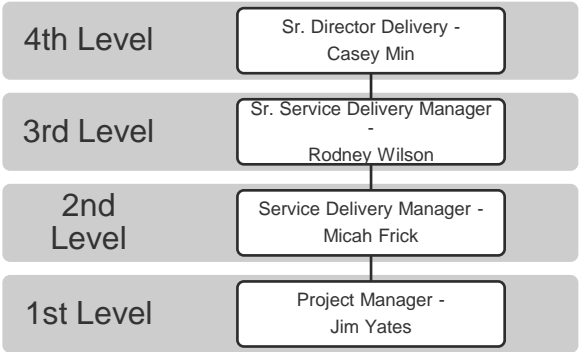 4th Level
Sr. Director Delivery -
Casey Min
3rd Level
Sr. Service Delivery Manager
-
Rodney Wilson
2nd
Level
Service Delivery Manager -
Micah Frick
1st Level
Project Manager -
Jim Yates